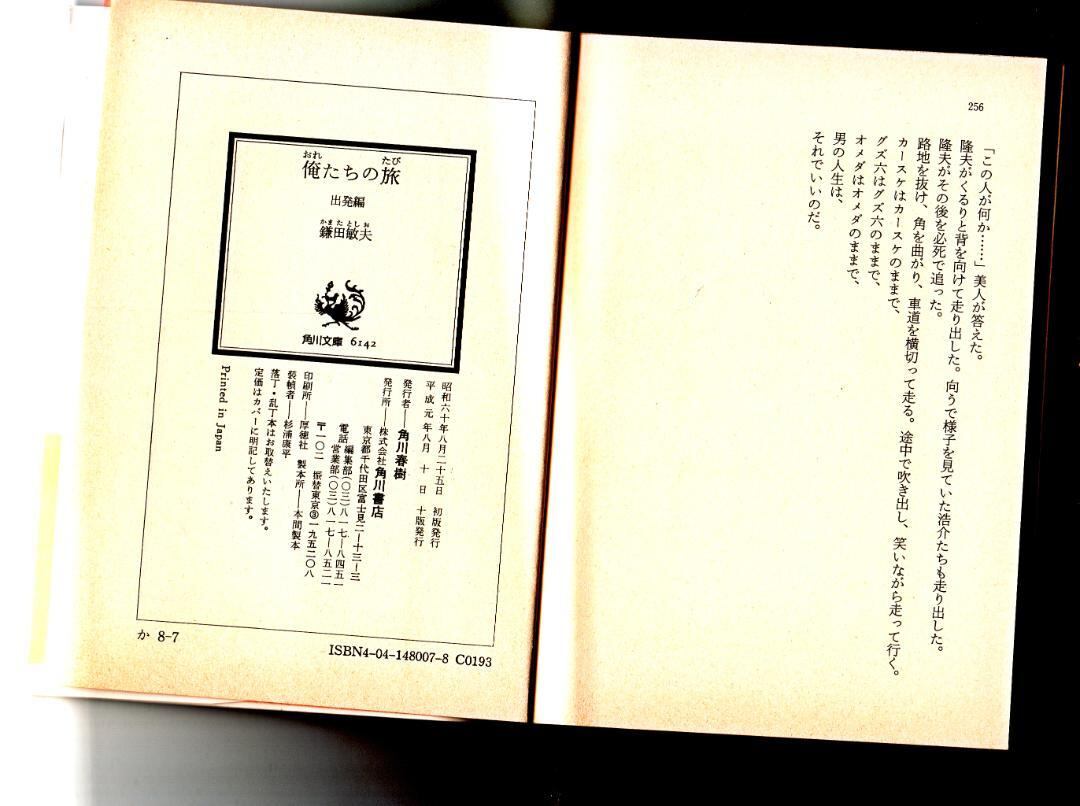 256
「この人が何か……」美人が答えた。
隆夫がくるりと背を向けて走り出した。向うで様子を見ていた浩介たちも走り出した。
隆夫がその後を必死で追った。
路地を抜け、角を曲がり、車道を横切って走る。途中で吹き出し、笑いながら走って行く。
カースケはカースケのままで、
グズ六はグズ六のままで、
オメダはオメダのままで、
男の人生は、
それでいいのだ。
おれ たび
俺たちの旅
出発編
かまたとしお
鎌田敏夫
角川文庫 6142
昭和六十年八月二十五日 初版発行
平成元年八月十日 十版発行
発行者──角川春樹
発行所──株式会社角川書店
東京都千代田区富士見二─十三─三
電話 編集部(〇三)八一七─八四五一
営業部(〇三)八一七─八五二一
〒一〇二 振替東京③一九五二〇八
印刷所──厚徳社 製本所──本間製本
装幀者──杉浦康平
落丁・乱丁本はお取替えいたします。
定価はカバーに明記してあります。
Printed in Japan
か 8-7
ISBN4-04-148007-8 C0193